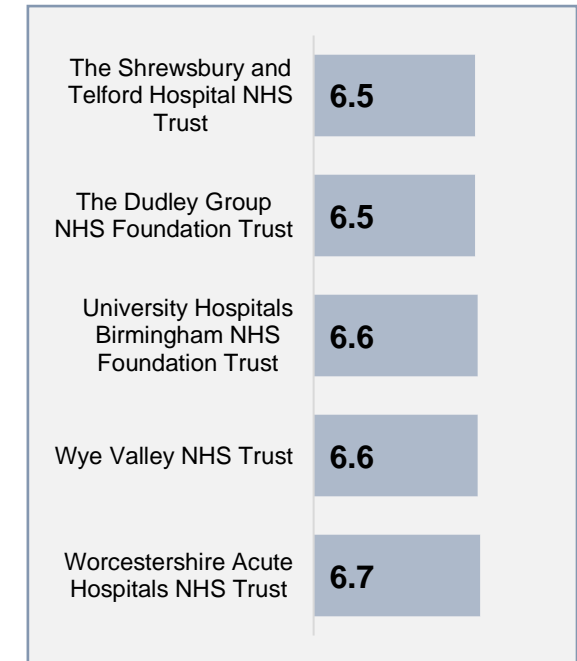 The Shrewsbury and
Telford Hospital NHS
Trust
6.5
The Dudley Group
NHS Foundation Trust
6.5
University Hospitals
Birmingham NHS
Foundation Trust
6.6
Wye Valley NHS Trust
6.6
Worcestershire Acute
Hospitals NHS Trust
6.7